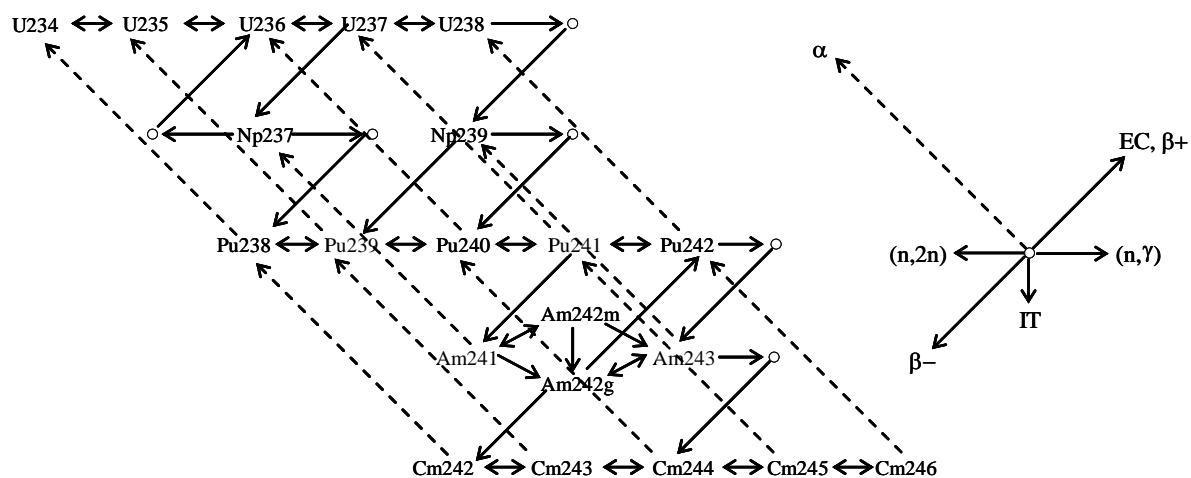 U234 U235 U236 U237 U238
Np237 Np239
Pu238 Pu239 Pu240 Pu241 Pu242
Am242m
Am241 Am243
Am242g
Cm242 Cm243 Cm244 Cm245 Cm246
α
EC, β+
(n,2n) (n,γ)
IT
β−